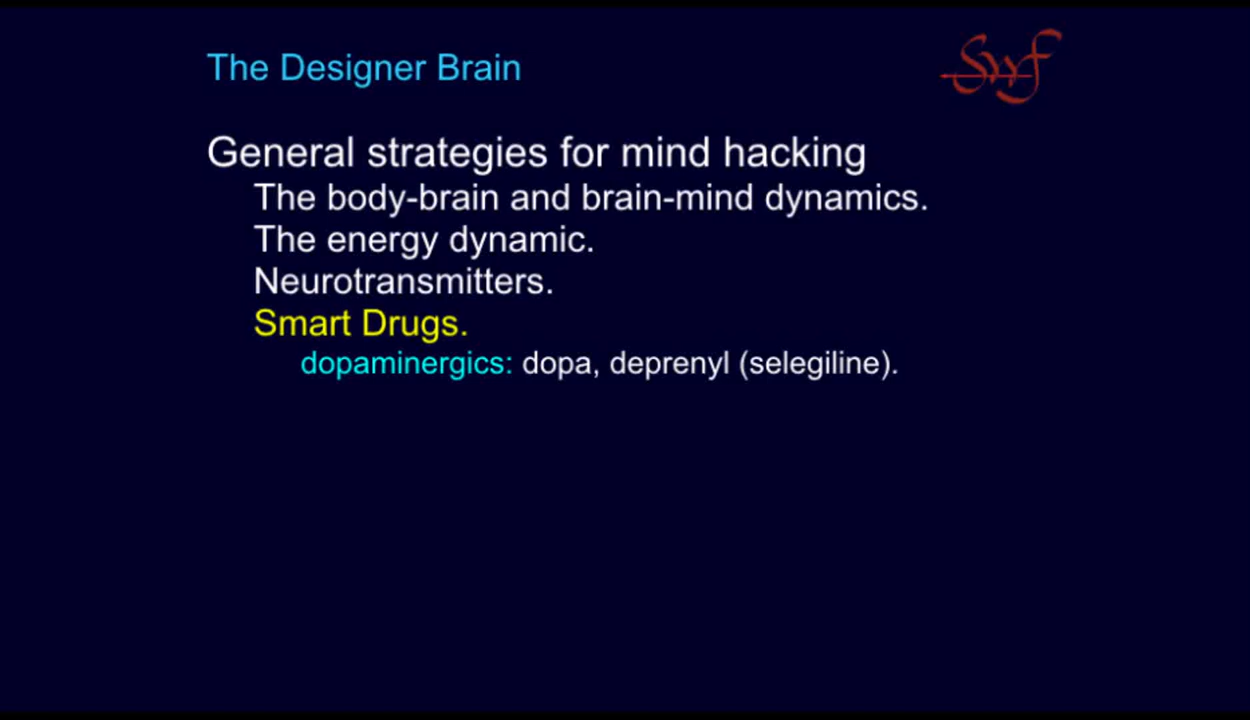 The Designer Brain
Swf
General strategies for mind hacking
The body-brain and brain-mind dynamics.
The energy dynamic.
Neurotransmitters.
Smart Drugs.
dopaminergics: dopa, deprenyl (selegiline).